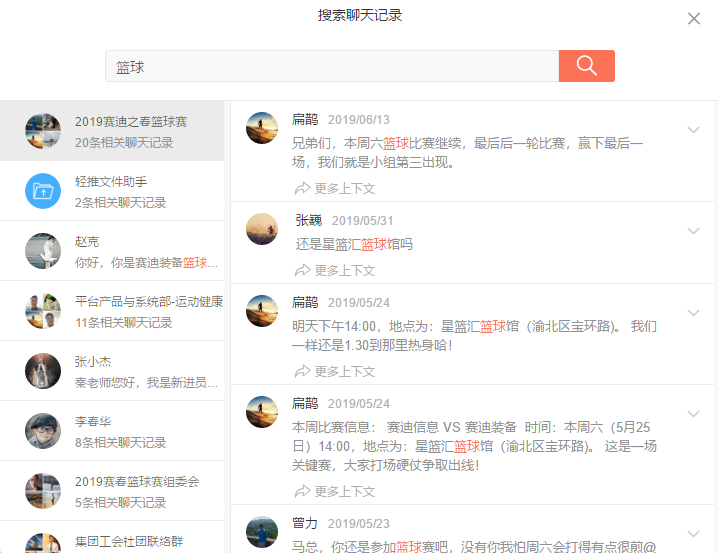 搜索聊天记录
篮球
2019赛迪之春篮球赛
20条相关聊天记录
轻推文件助手
2条相关聊天记录
赵克
你好，你是赛迪装备篮球...
平台产品与系统部-运动健康
11条相关聊天记录
张小杰
秦老师您好，我是新进员...
李春华
8条相关聊天记录
2019赛春篮球赛组委会
5条相关聊天记录
集团工会社团联络群
扁鹊 2019/06/13
兄弟们，本周六篮球比赛继续，最后后一轮比赛，赢下最后一
场，我们就是小组第三出现。
更多上下文
张巍 2019/05/31
还是星篮汇篮球馆吗
更多上下文
扁鹊 2019/05/24
明天下午14:00，地点为：星篮汇篮球馆（渝北区宝环路)。 我们
一样还是1.30到那里热身哈！
更多上下文
扁鹊 2019/05/24
本周比赛信息： 赛迪信息 VS 赛迪装备 时间：本周六（5月25
日）14:00，地点为：星篮汇篮球馆（渝北区宝环路)。 这是一场
关键赛，大家打场硬仗争取出线！
更多上下文
曾力 2019/05/23
马总，你还是参加篮球赛吧，没有你我怕周六会打得有点很煎@